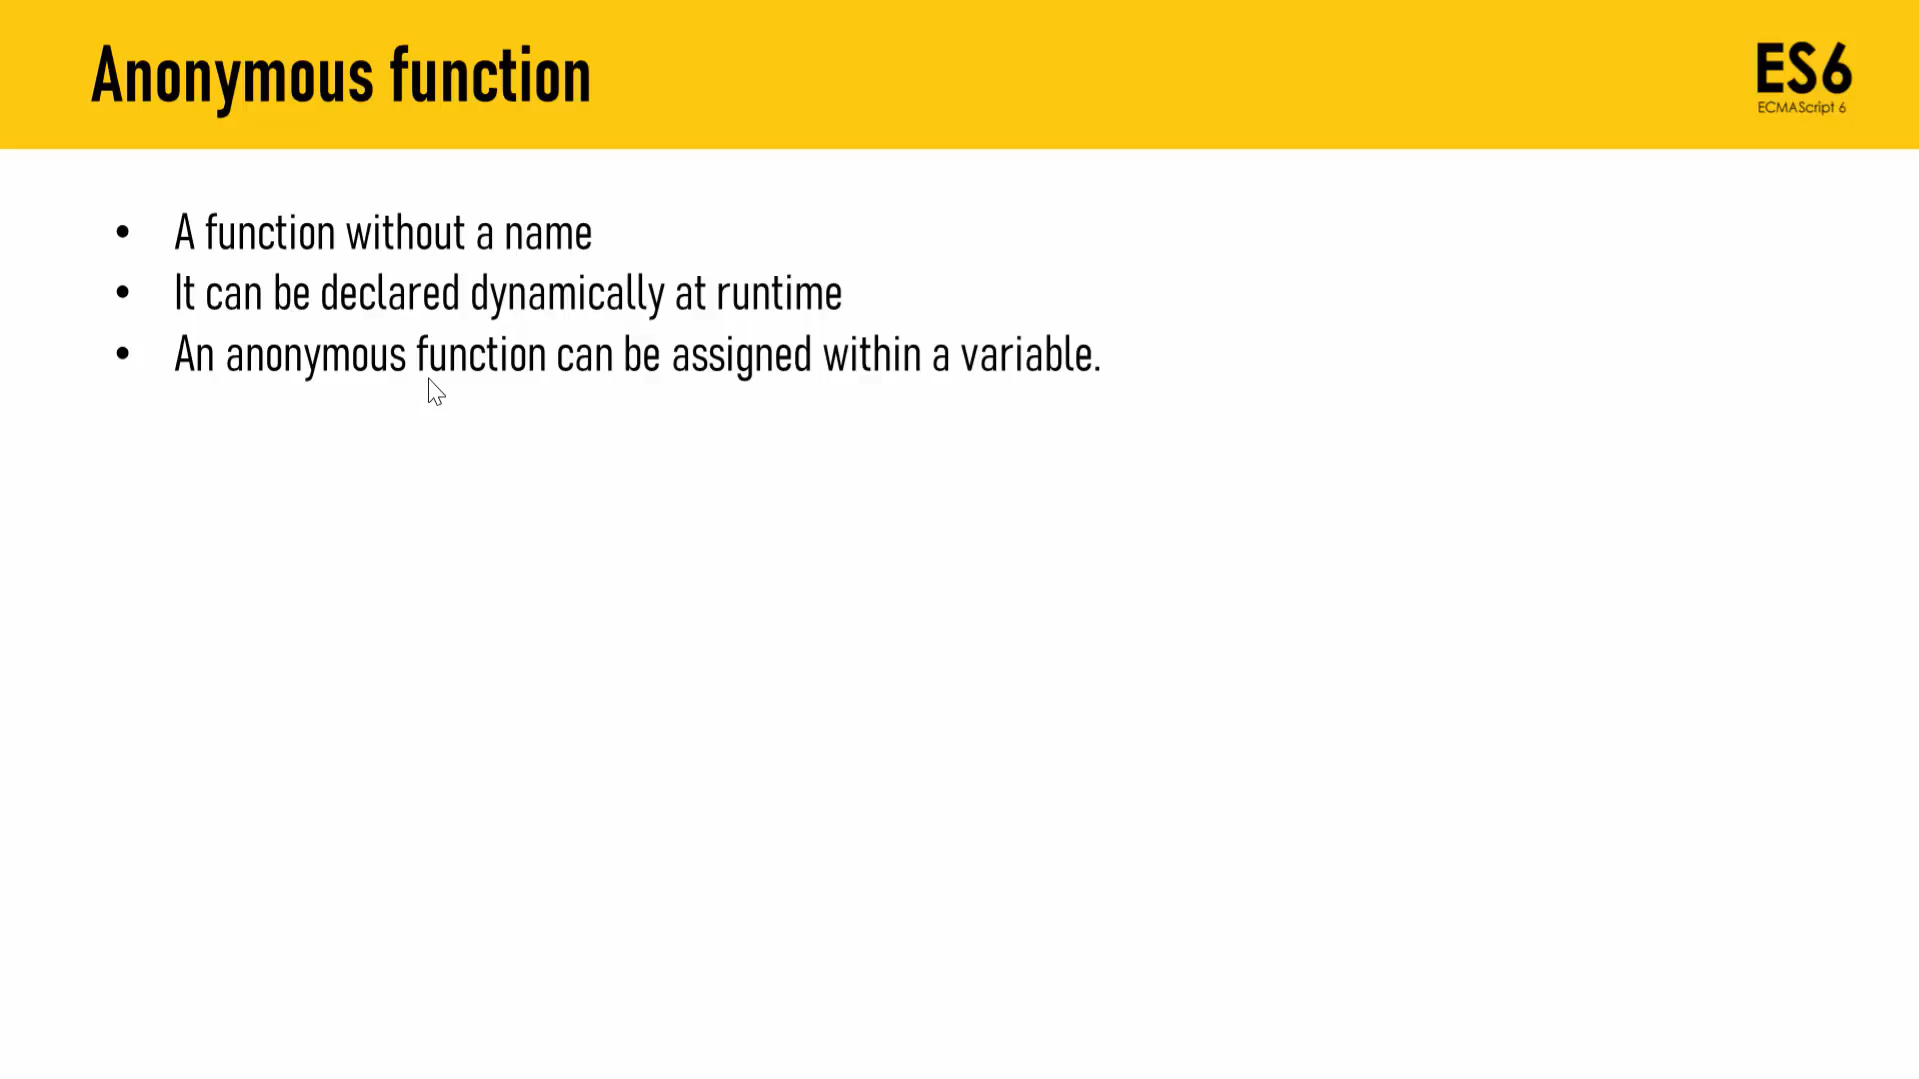 Anonymous function
ES6
ECMAScript 6
• A function without a name
• It can be declared dynamically at runtime
• An anonymous function can be assigned within a variable.